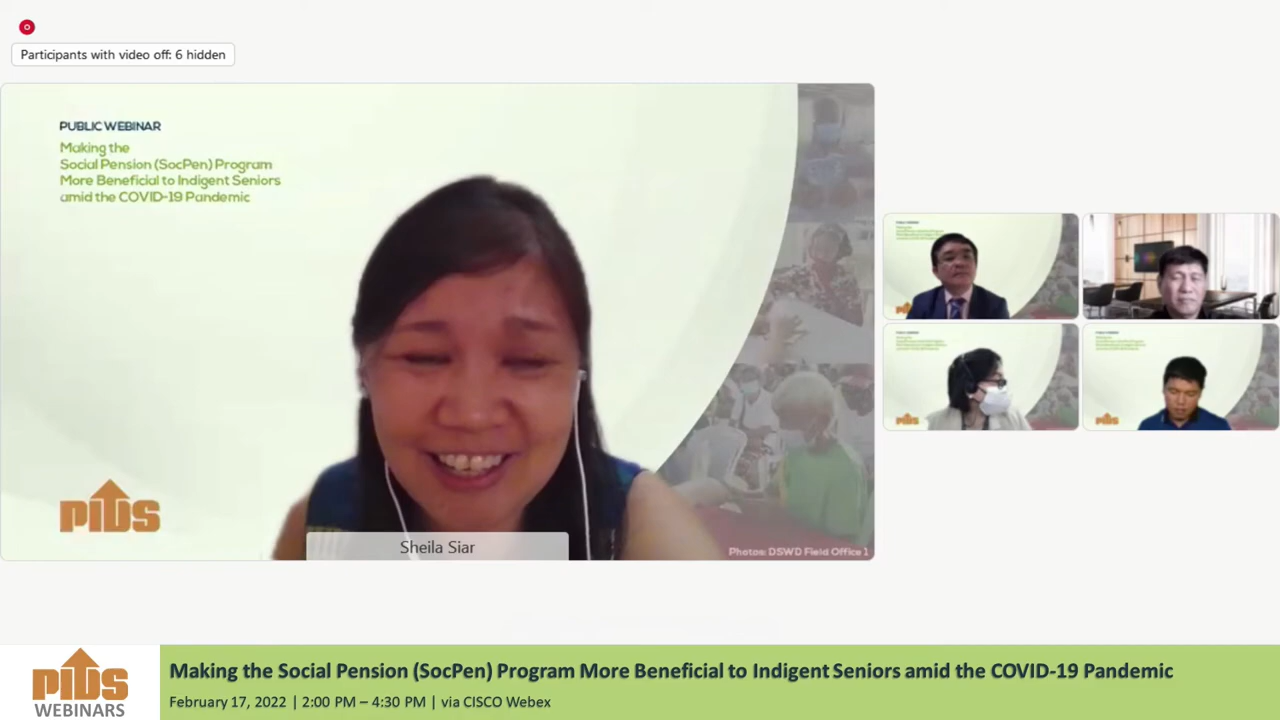 Participants with video off: 6 hidden
PUBLIC WEBINAR
Making the
Social Pension (SocPen) Program
More Beneficial to Indigent Seniors
amid the COVID-19 Pandemic
PIDS
Sheila Siar
Photos: DSWD Field Office 1
PIDS
WEBINARS
Making the Social Pension (SocPen) Program More Beneficial to Indigent Seniors amid the COVID-19 Pandemic
February 17, 2022 | 2:00 PM – 4:30 PM | via CISCO Webex